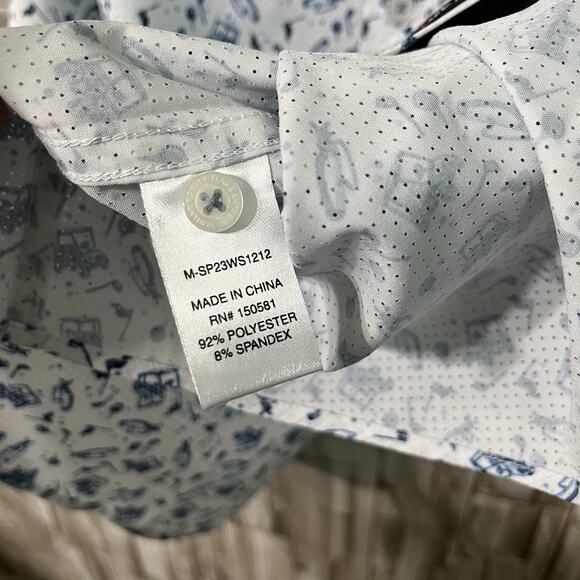 M-SP23WS1212
MADE IN CHINA
RN# 150581
92% POLYESTER
8% SPANDEX